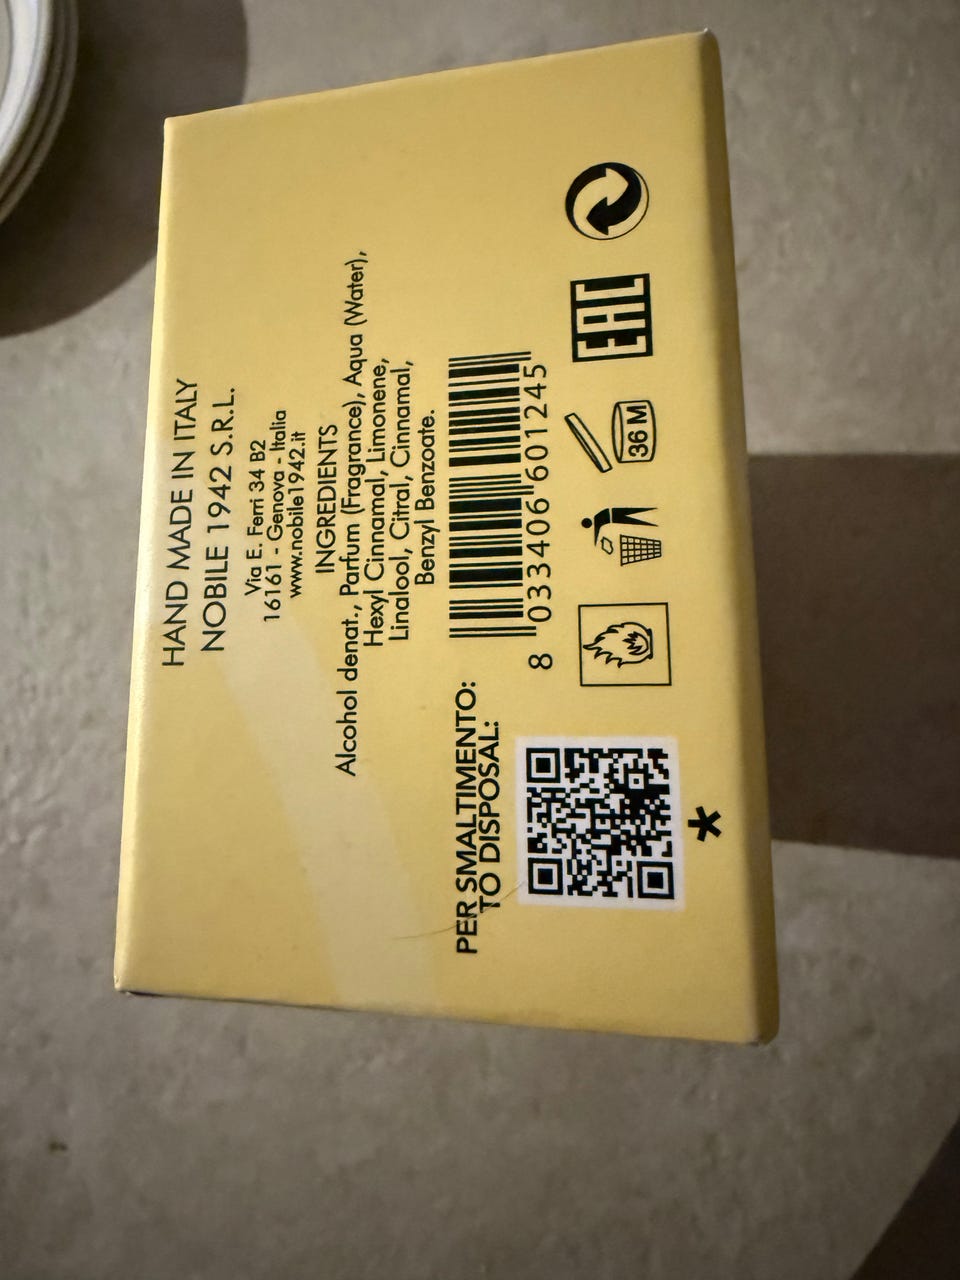 HAND MADE IN ITALY
NOBILE 1942 S.R.L.
Via E. Ferri 34 B2
16161 - Genova - Italia
www.nobile1942.it
INGREDIENTS
Alcohol denat., Parfum (Fragrance), Aqua (Water),
Hexyl Cinnamal, Limonene,
Linalool, Citral, Cinnamal,
Benzyl Benzoate.
PER SMALTIMENTO:
TO DISPOSAL:
8 033406 601245
36 M
EAC
*